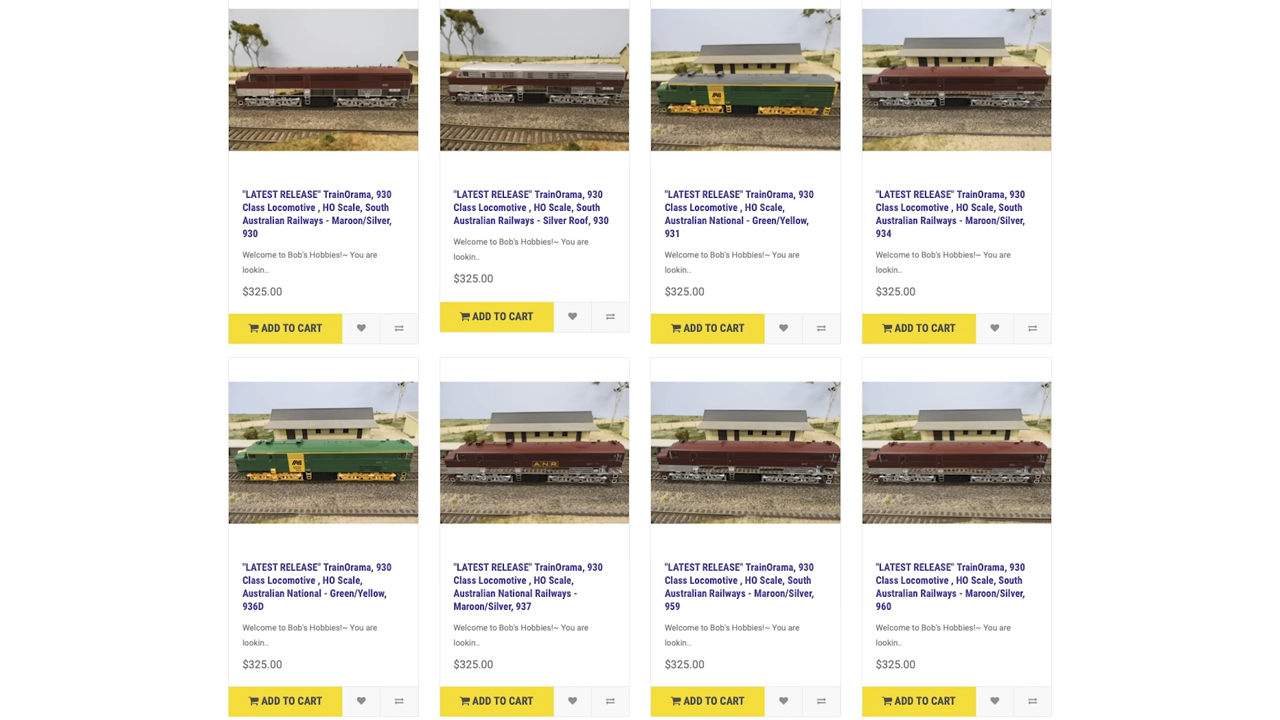 "LATEST RELEASE" TrainOrama, 930
Class Locomotive , HO Scale, South
Australian Railways - Maroon/Silver,
930
Welcome to Bob's Hobbies!~ You are
lookin..
$325.00
ADD TO CART
"LATEST RELEASE" TrainOrama, 930
Class Locomotive , HO Scale, South
Australian Railways - Silver Roof, 930
Welcome to Bob's Hobbies!~ You are
lookin..
$325.00
ADD TO CART
"LATEST RELEASE" TrainOrama, 930
Class Locomotive , HO Scale,
Australian National - Green/Yellow,
931
Welcome to Bob's Hobbies!~ You are
lookin..
$325.00
ADD TO CART
"LATEST RELEASE" TrainOrama, 930
Class Locomotive , HO Scale, South
Australian Railways - Maroon/Silver,
934
Welcome to Bob's Hobbies!~ You are
lookin..
$325.00
ADD TO CART
"LATEST RELEASE" TrainOrama, 930
Class Locomotive , HO Scale,
Australian National - Green/Yellow,
936D
Welcome to Bob's Hobbies!~ You are
lookin..
$325.00
ADD TO CART
ANR
"LATEST RELEASE" TrainOrama, 930
Class Locomotive , HO Scale,
Australian National Railways -
Maroon/Silver, 937
Welcome to Bob's Hobbies!~ You are
lookin..
$325.00
ADD TO CART
"LATEST RELEASE" TrainOrama, 930
Class Locomotive , HO Scale, South
Australian Railways - Maroon/Silver,
959
Welcome to Bob's Hobbies!~ You are
lookin..
$325.00
ADD TO CART
"LATEST RELEASE" TrainOrama, 930
Class Locomotive , HO Scale, South
Australian Railways - Maroon/Silver,
960
Welcome to Bob's Hobbies!~ You are
lookin..
$325.00
ADD TO CART